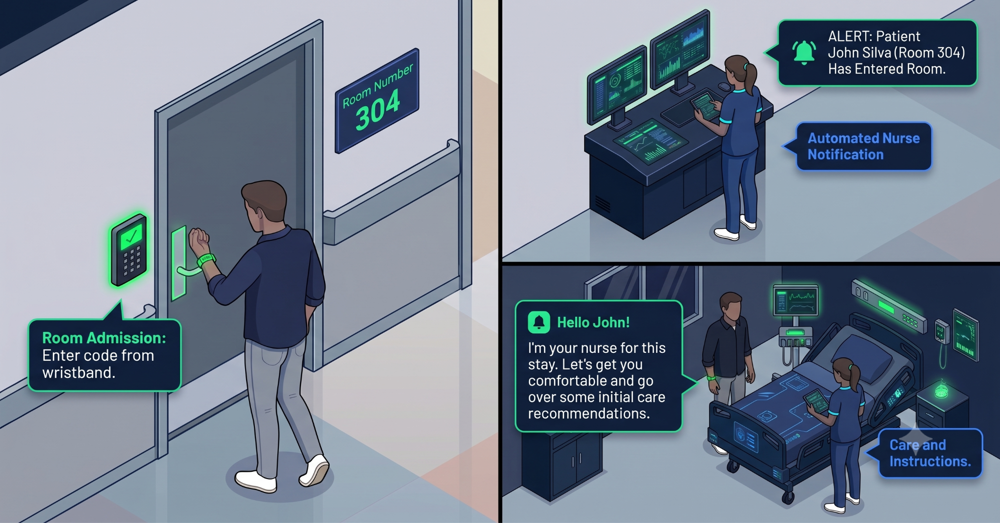 Room Number
304
Room Admission:
Enter code from
wristband.
ALERT: Patient
John Silva (Room 304)
Has Entered Room.
Automated Nurse
Notification
Hello John!
I'm your nurse for this
stay. Let's get you
comfortable and go
over some initial care
recommendations.
Care and
Instructions.